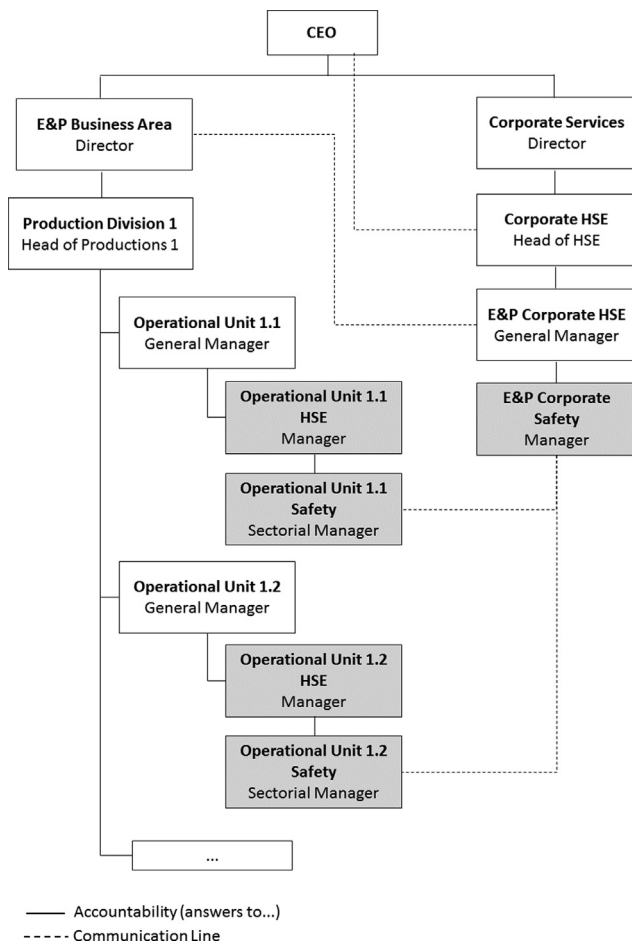 CEO
E&P Business Area
Director
Corporate Services
Director
Production Division 1
Head of Productions 1
Corporate HSE
Head of HSE
Operational Unit 1.1
General Manager
E&P Corporate HSE
General Manager
Operational Unit 1.1
HSE
Manager
E&P Corporate
Safety
Manager
Operational Unit 1.1
Safety
Sectorial Manager
Operational Unit 1.2
General Manager
Operational Unit 1.2
HSE
Manager
Operational Unit 1.2
Safety
Sectorial Manager
...
Accountability (answers to...)
Communication Line